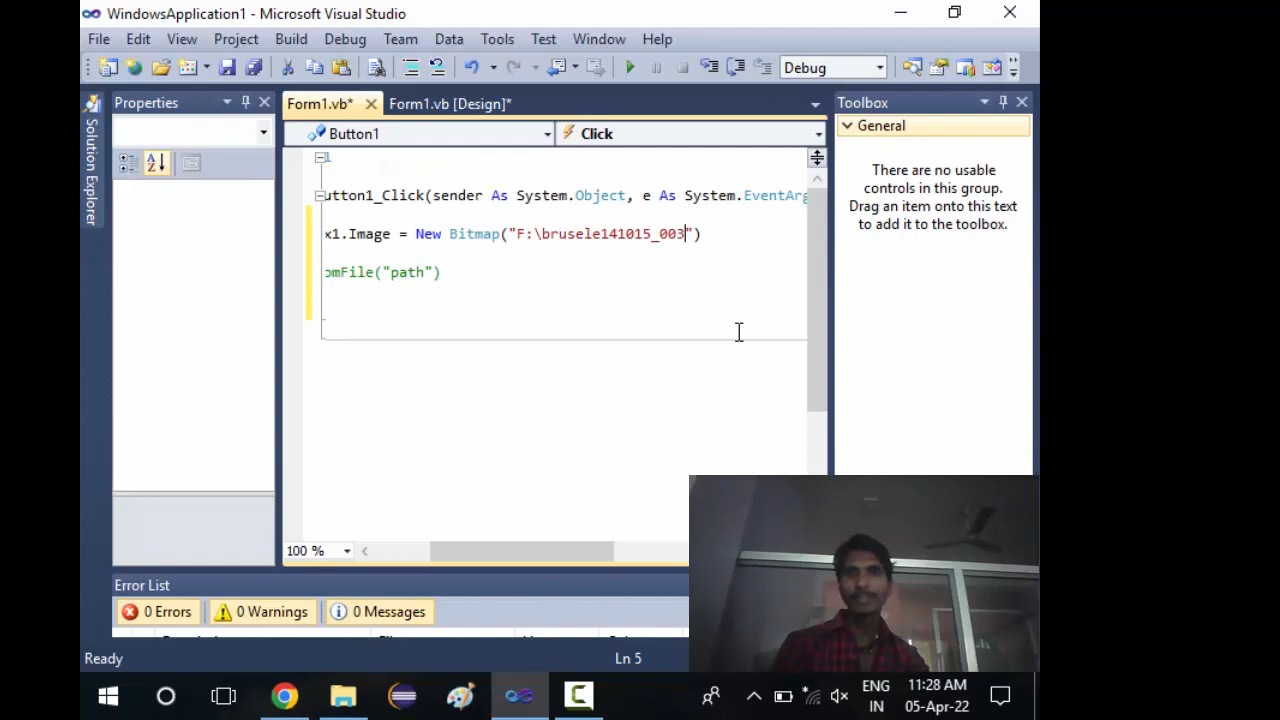 WindowsApplication1 - Microsoft Visual Studio
File Edit View Project Build Debug Team Data Tools Test Window Help
Debug
Solution Explorer
Properties
Form1.vb*
Form1.vb [Design]*
Toolbox
Button1
Click
General
1
utton1_Click(sender As System.Object, e As System.EventArg
x1.Image = New Bitmap("F:\brusele141015_003")
omFile("path")
There are no usable
controls in this group.
Drag an item onto this text
to add it to the toolbox.
100 %
Error List
0 Errors
0 Warnings
0 Messages
Ready
Ln 5
ENG
IN
11:28 AM
05-Apr-22